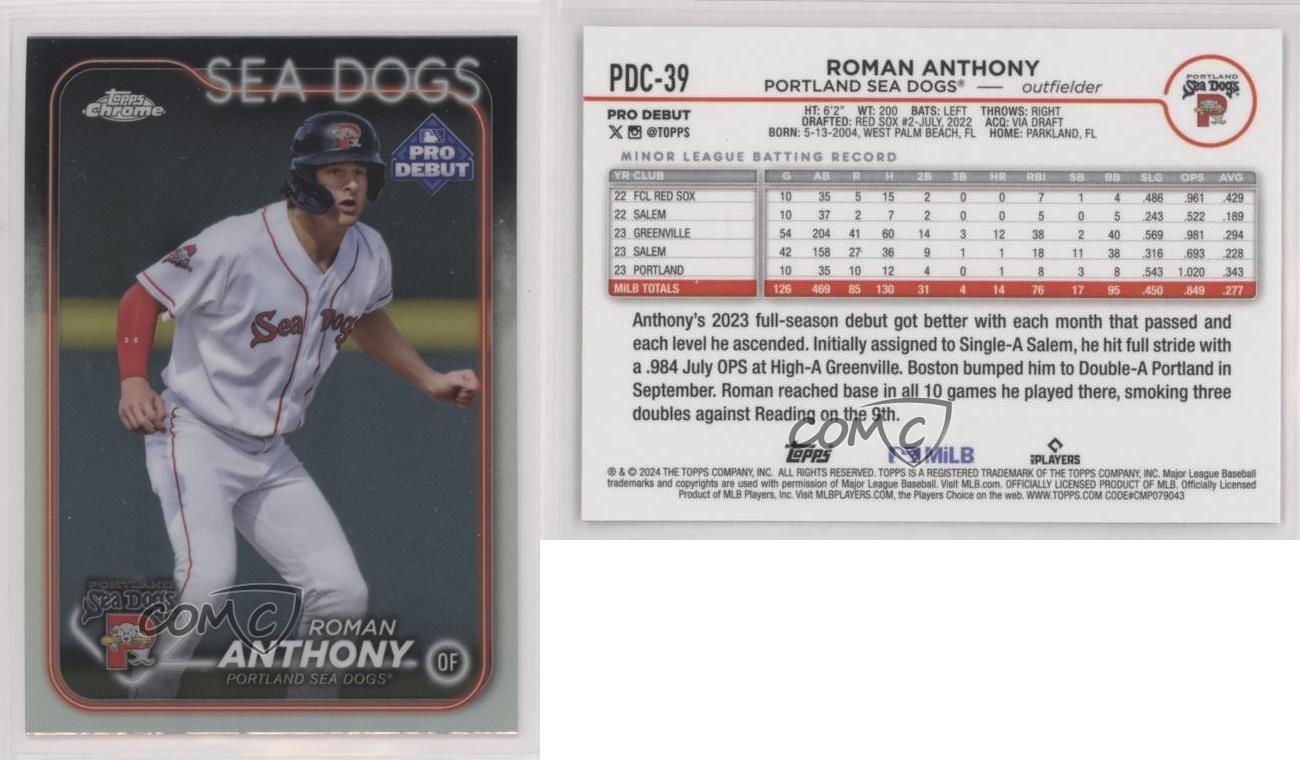 SEA DOGS
Topps
Chrome
PRO
DEBUT
P
Sea Dogs
PORTLAND
Sea Dogs
P
COMC
ROMAN
ANTHONY
OF
PORTLAND SEA DOGS®
PDC-39
ROMAN ANTHONY
PORTLAND SEA DOGS® — outfielder
PORTLAND
Sea Dogs
P
PRO DEBUT
@TOPPS
HT: 6'2" WT: 200 BATS: LEFT THROWS: RIGHT
DRAFTED: RED SOX #2-JULY, 2022 ACQ: VIA DRAFT
BORN: 5-13-2004, WEST PALM BEACH, FL HOME: PARKLAND, FL
MINOR LEAGUE BATTING RECORD
YR CLUB G AB R H 2B 3B HR RBI SB BB SLG OPS AVG
22 FCL RED SOX 10 35 5 15 2 0 0 7 1 4 .486 .961 .429
22 SALEM 10 37 2 7 2 0 0 5 0 5 .243 .522 .189
23 GREENVILLE 54 204 41 60 14 3 12 38 2 40 .569 .981 .294
23 SALEM 42 158 27 36 9 1 1 18 11 38 .316 .693 .228
23 PORTLAND 10 35 10 12 4 0 1 8 3 8 .543 1.020 .343
MILB TOTALS 126 469 85 130 31 4 14 76 17 95 .450 .849 .277
Anthony's 2023 full-season debut got better with each month that passed and
each level he ascended. Initially assigned to Single-A Salem, he hit full stride with
a .984 July OPS at High-A Greenville. Boston bumped him to Double-A Portland in
September. Roman reached base in all 10 games he played there, smoking three
doubles against Reading on the 9th.
COMC
Topps
MiLB
MLB PLAYERS
® & © 2024 THE TOPPS COMPANY, INC. ALL RIGHTS RESERVED. TOPPS IS A REGISTERED TRADEMARK OF THE TOPPS COMPANY, INC. Major League Baseball
trademarks and copyrights are used with permission of Major League Baseball. Visit MLB.com. OFFICIALLY LICENSED PRODUCT OF MLB. Officially Licensed
Product of MLB Players, Inc. Visit MLBPLAYERS.COM, the Players Choice on the web. WWW.TOPPS.COM CODE#CMP079043